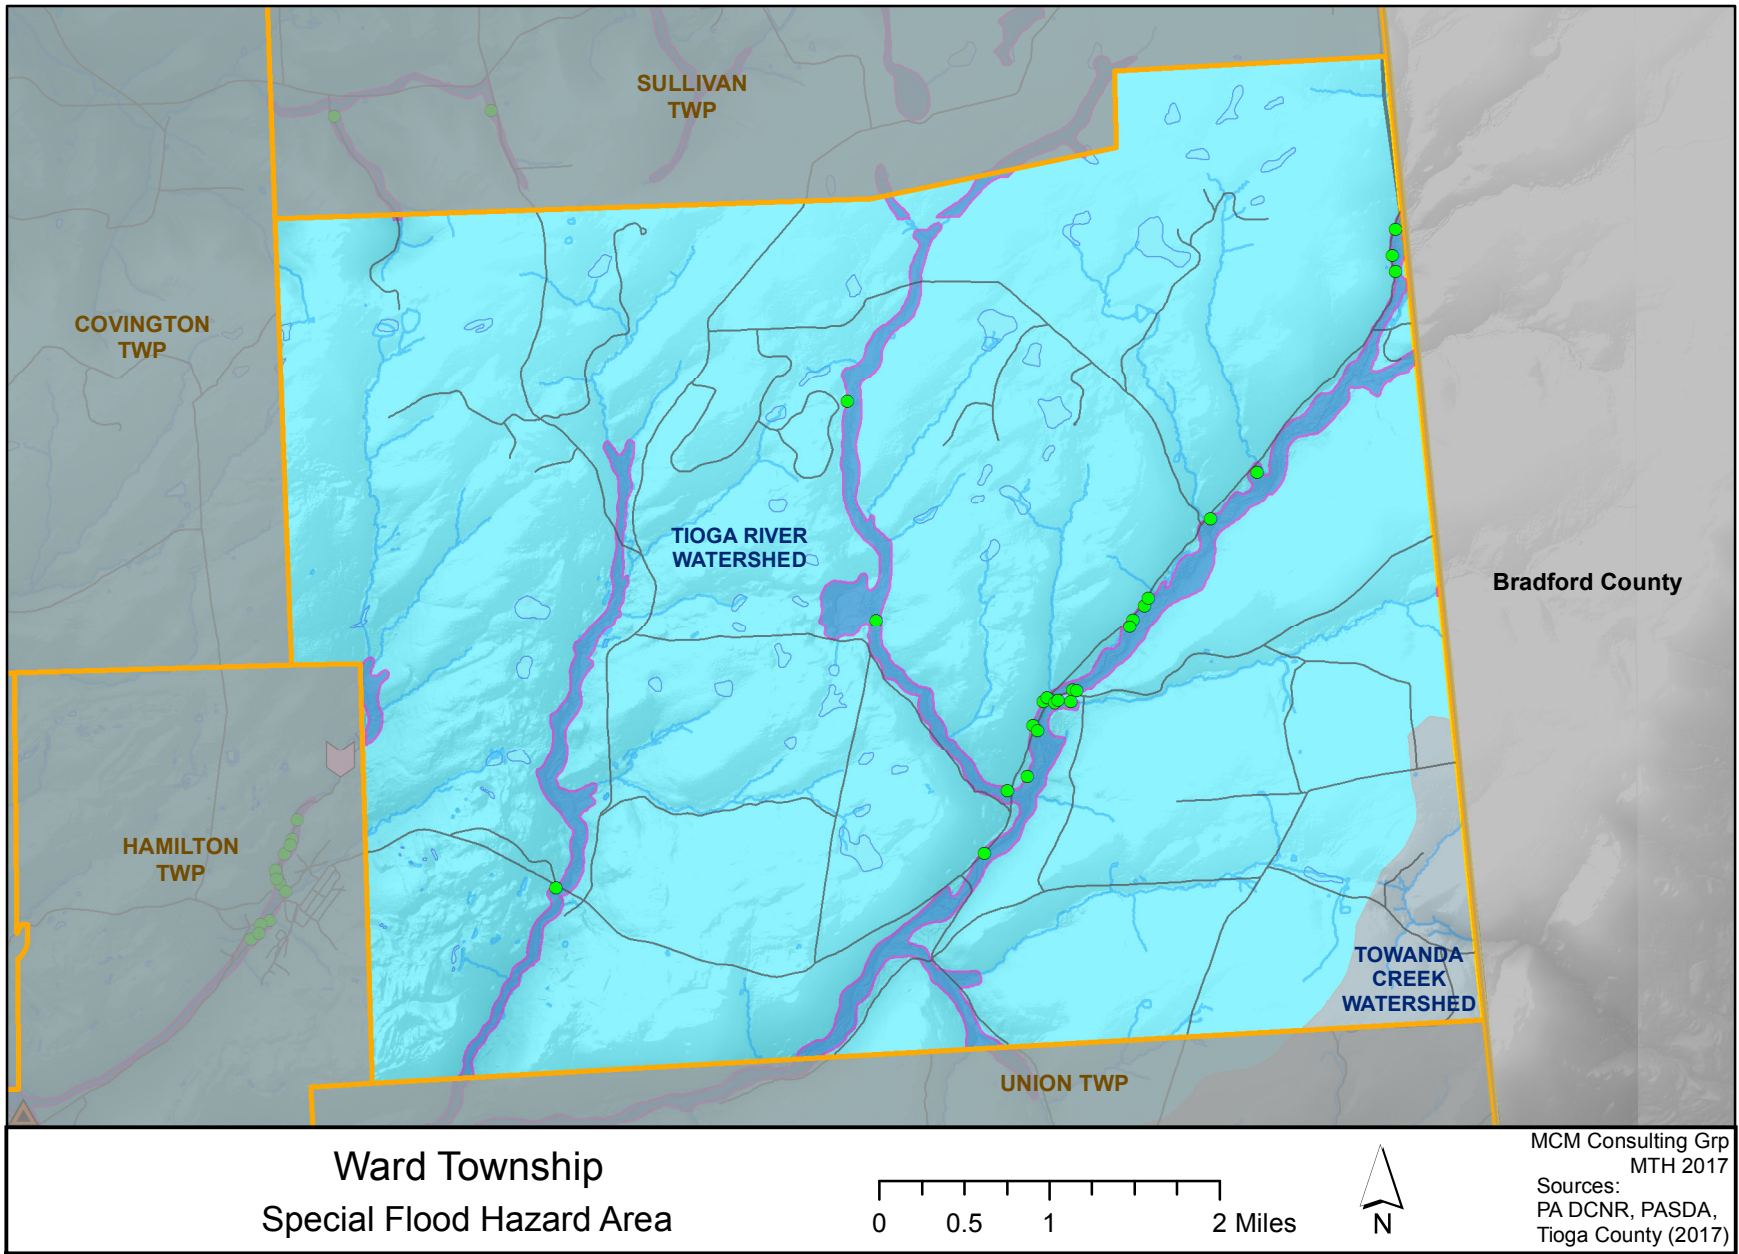 SULLIVAN
TWP
COVINGTON
TWP
TIOGA RIVER
WATERSHED
Bradford County
HAMILTON
TWP
TOWANDA
CREEK
WATERSHED
UNION TWP
Ward Township
Special Flood Hazard Area
0 0.5 1 2 Miles
N
MCM Consulting Grp
MTH 2017
Sources:
PA DCNR, PASDA,
Tioga County (2017)